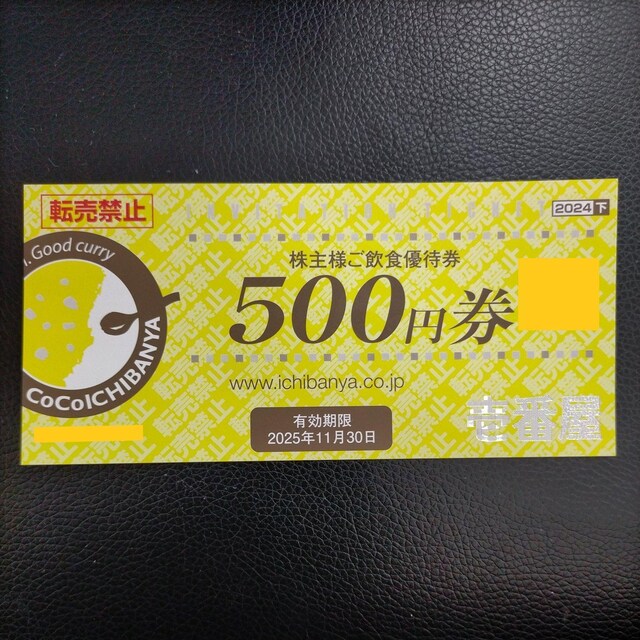 転売禁止
2024下
Good curry
株主様ご飲食優待券
500円券
CoCoICHIBANYA
www.ichibanya.co.jp
有効期限
2025年11月30日
壱番屋